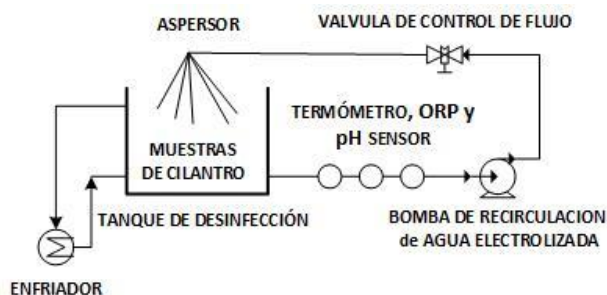 ASPERSOR
VALVULA DE CONTROL DE FLUJO
TERMÓMETRO, ORP y
pH SENSOR
MUESTRAS
DE CILANTRO
TANQUE DE DESINFECCIÓN
BOMBA DE RECIRCULACION
de AGUA ELECTROLIZADA
ENFRIADOR